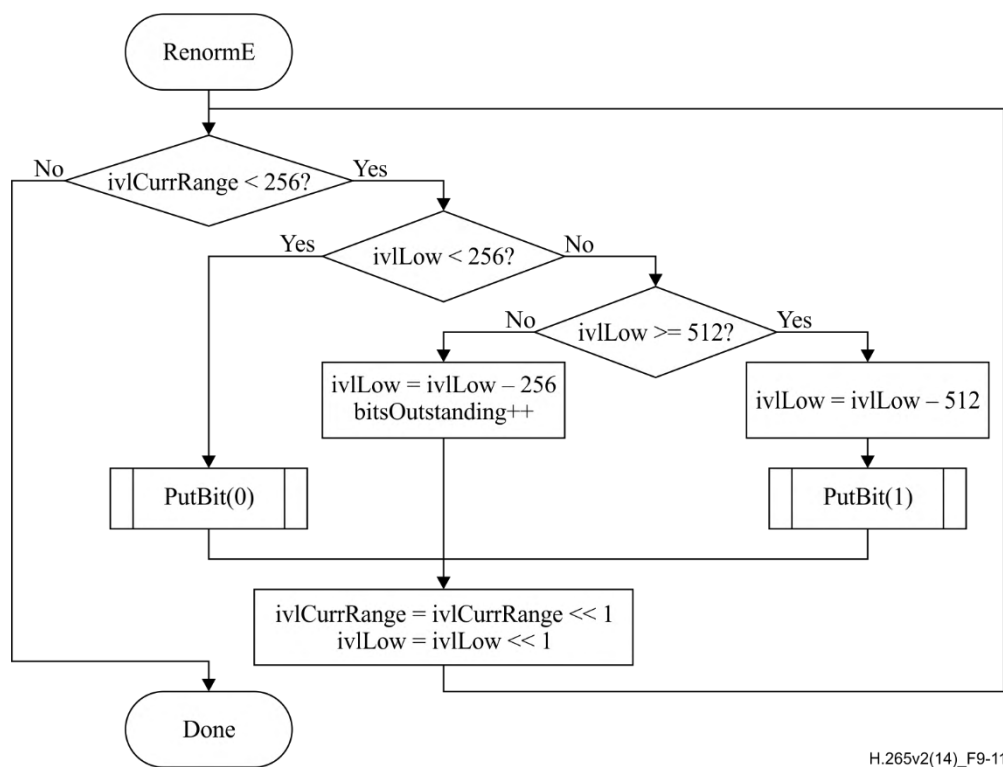 RenormE
No
Yes
ivlCurrRange < 256?
Yes
No
ivlLow < 256?
No
Yes
ivlLow >= 512?
ivlLow = ivlLow – 256
bitsOutstanding++
ivlLow = ivlLow – 512
PutBit(0)
PutBit(1)
ivlCurrRange = ivlCurrRange << 1
ivlLow = ivlLow << 1
Done
H.265v2(14)_F9-11